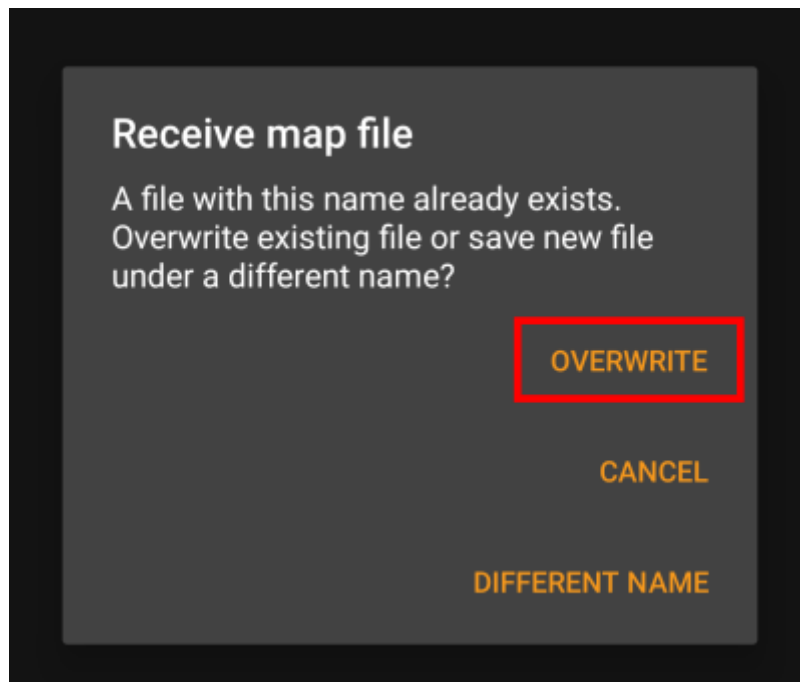 Receive map file
A file with this name already exists.
Overwrite existing file or save new file
under a different name?
OVERWRITE
CANCEL
DIFFERENT NAME